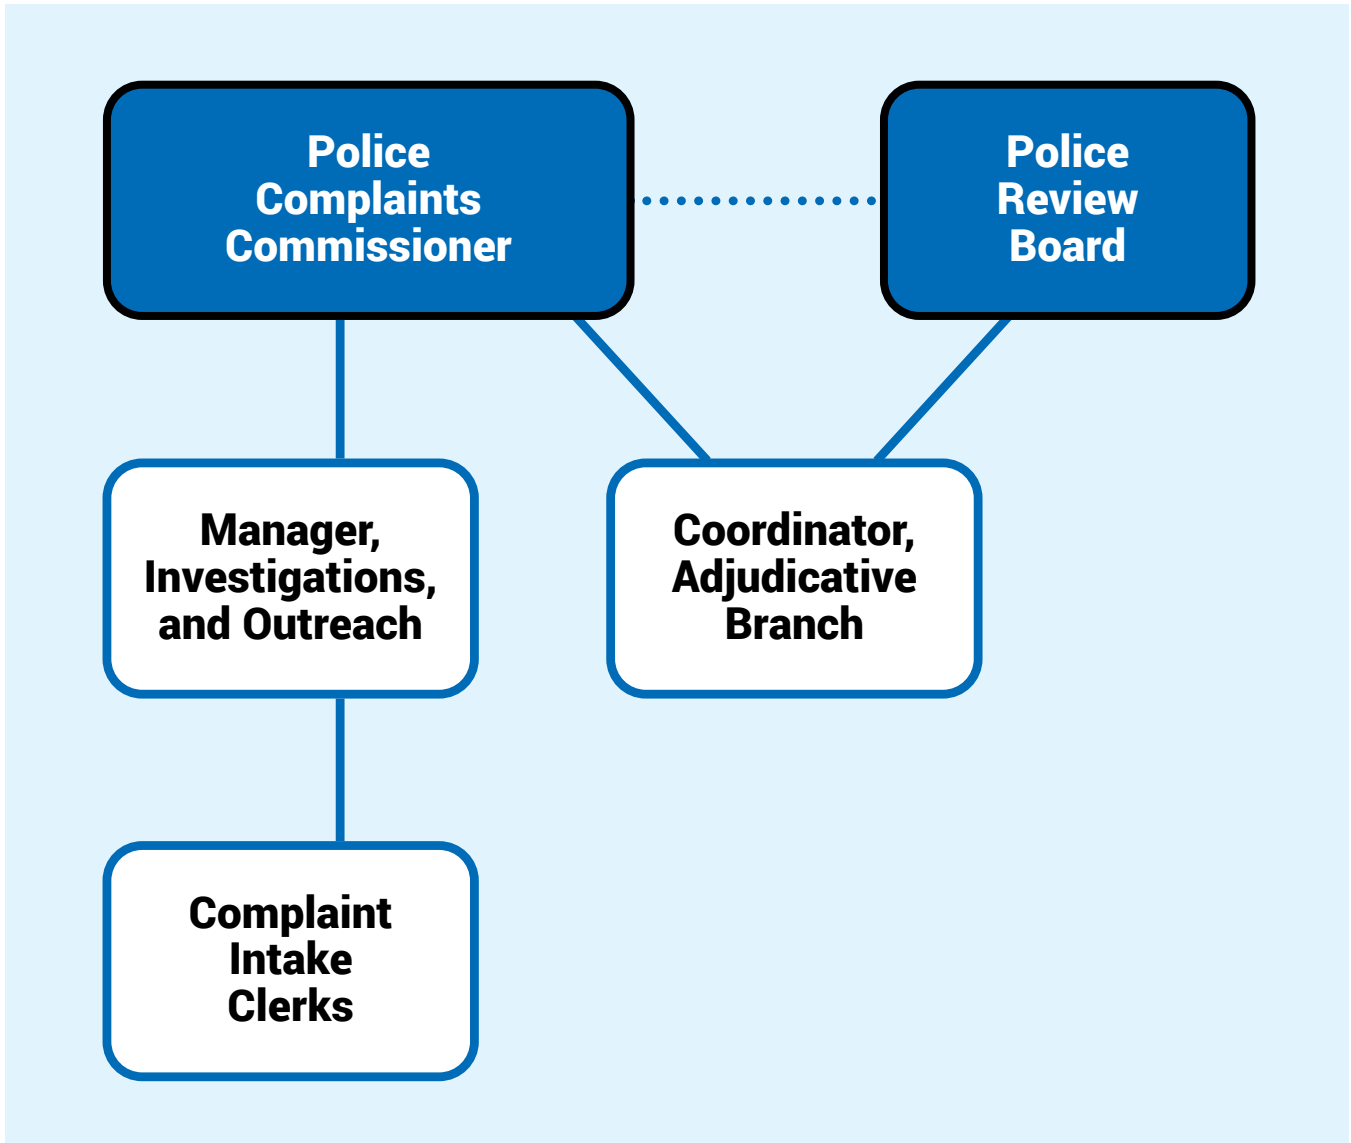 Police
Complaints
Commissioner
Police
Review
Board
Manager,
Investigations,
and Outreach
Coordinator,
Adjudicative
Branch
Complaint
Intake
Clerks